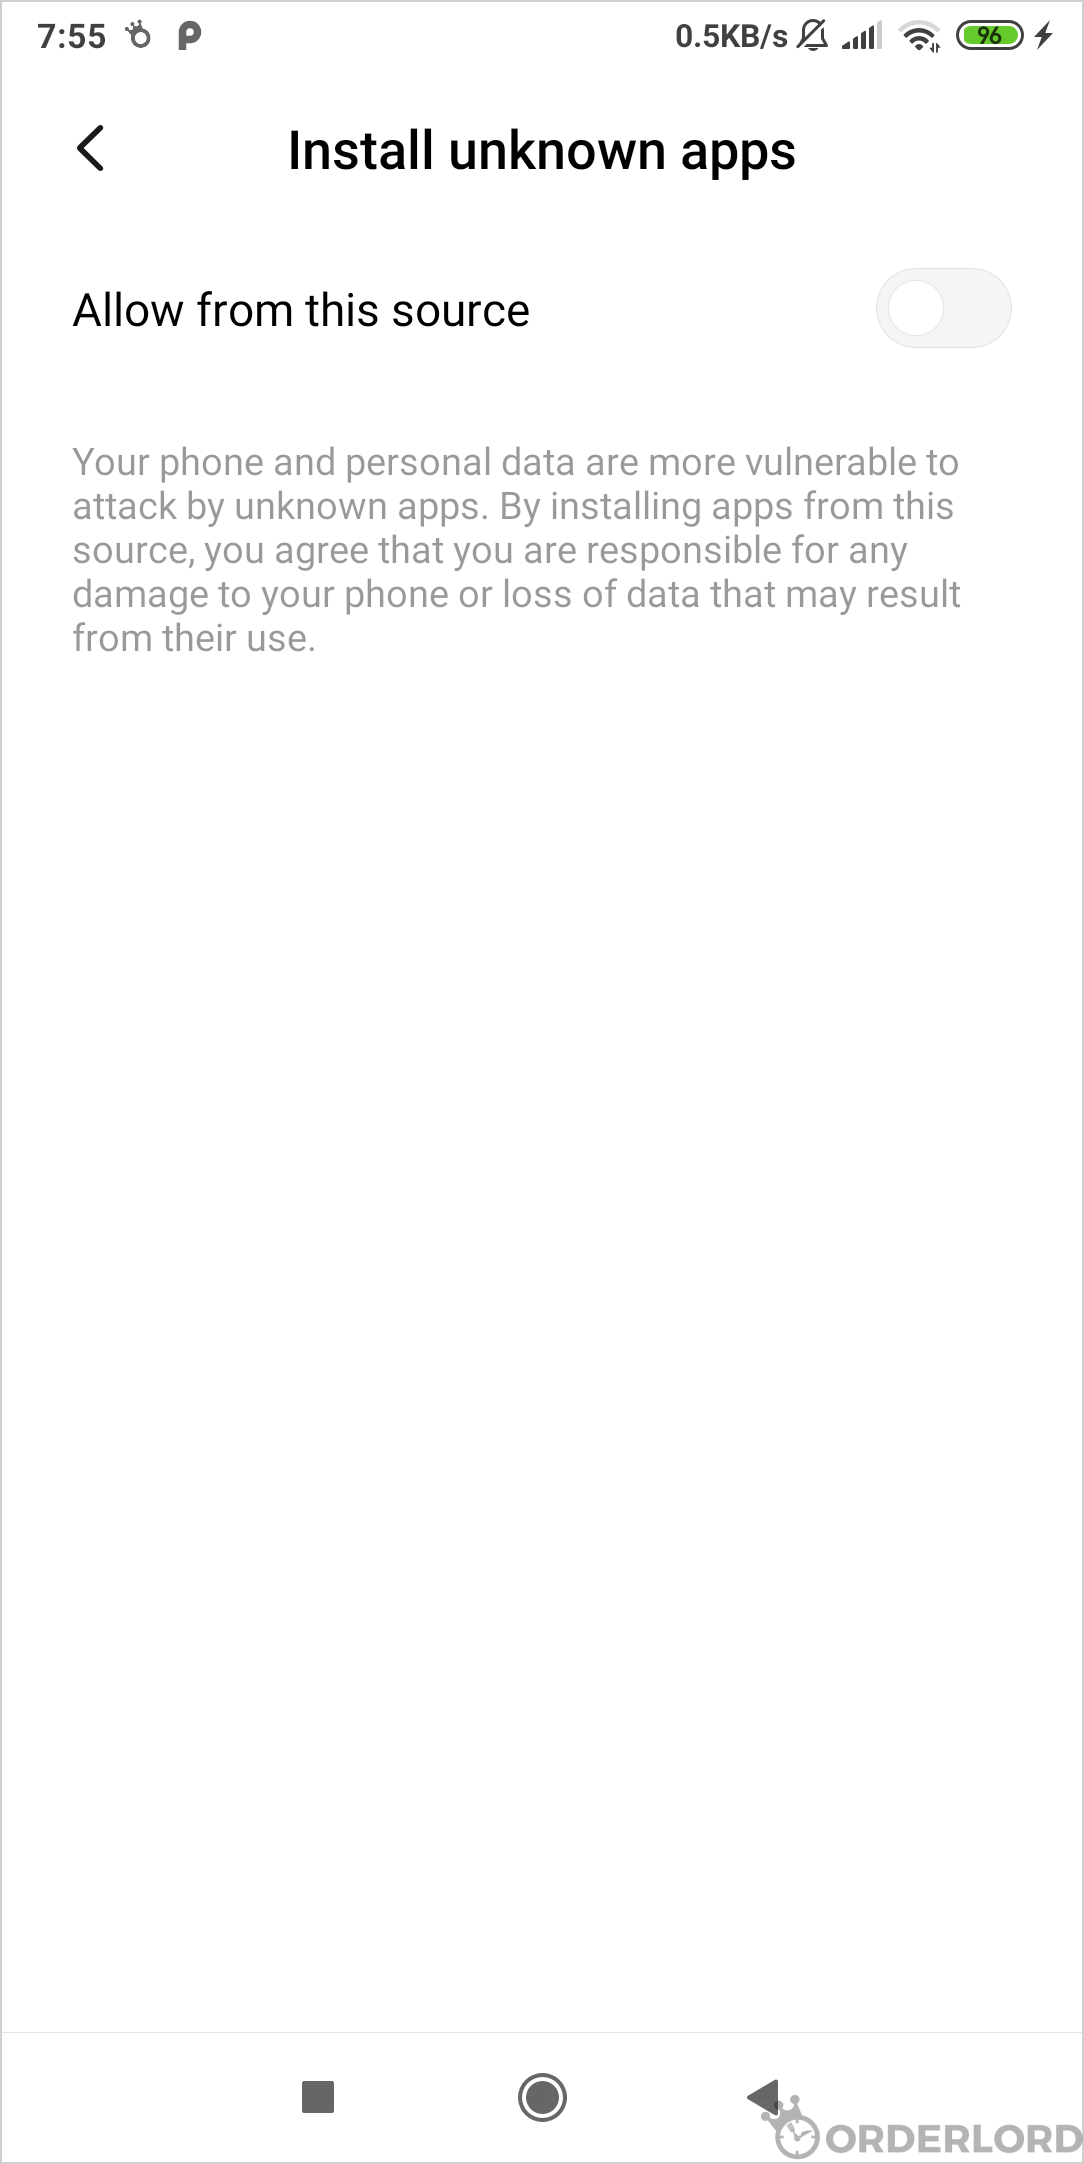 7:55 0.5KB/s 96
Install unknown apps
Allow from this source
Your phone and personal data are more vulnerable to
attack by unknown apps. By installing apps from this
source, you agree that you are responsible for any
damage to your phone or loss of data that may result
from their use.
ORDERLORD